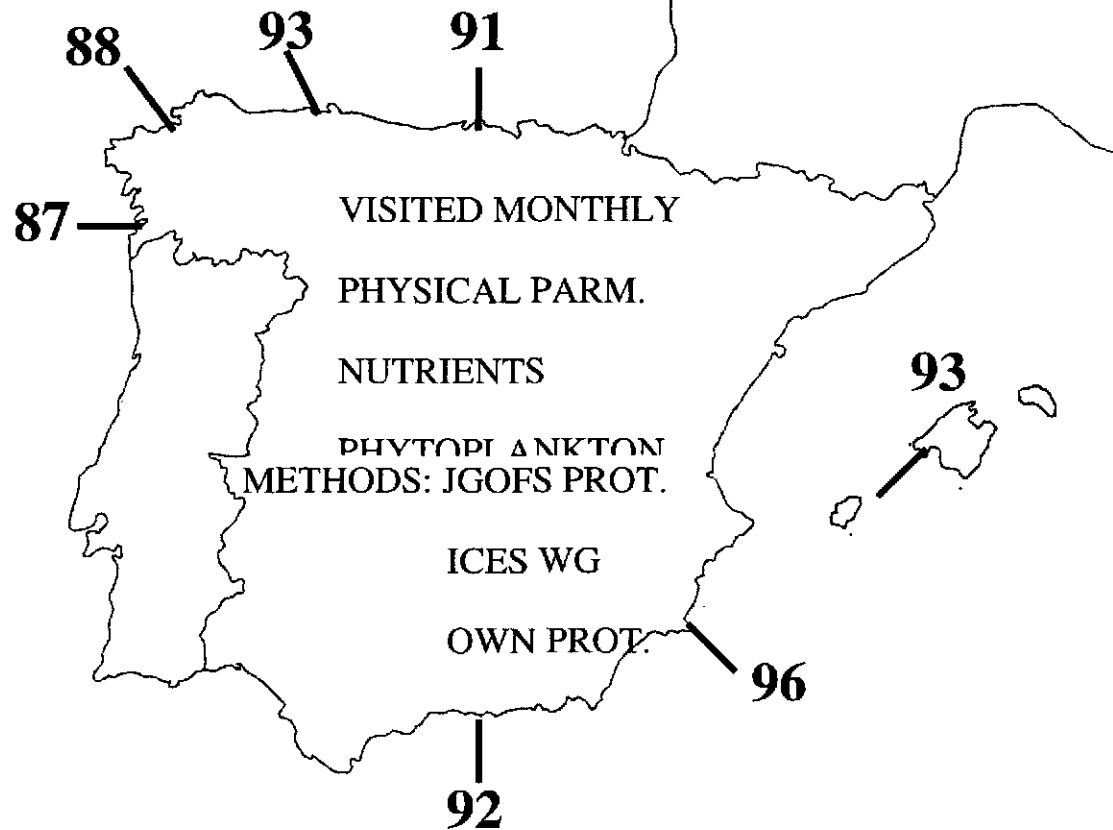 88
93
91
87
VISITED MONTHLY
PHYSICAL PARM.
NUTRIENTS
PHYTOPLANKTON
93
METHODS: JGOFS PROT.
ICES WG
OWN PROT.
96
92